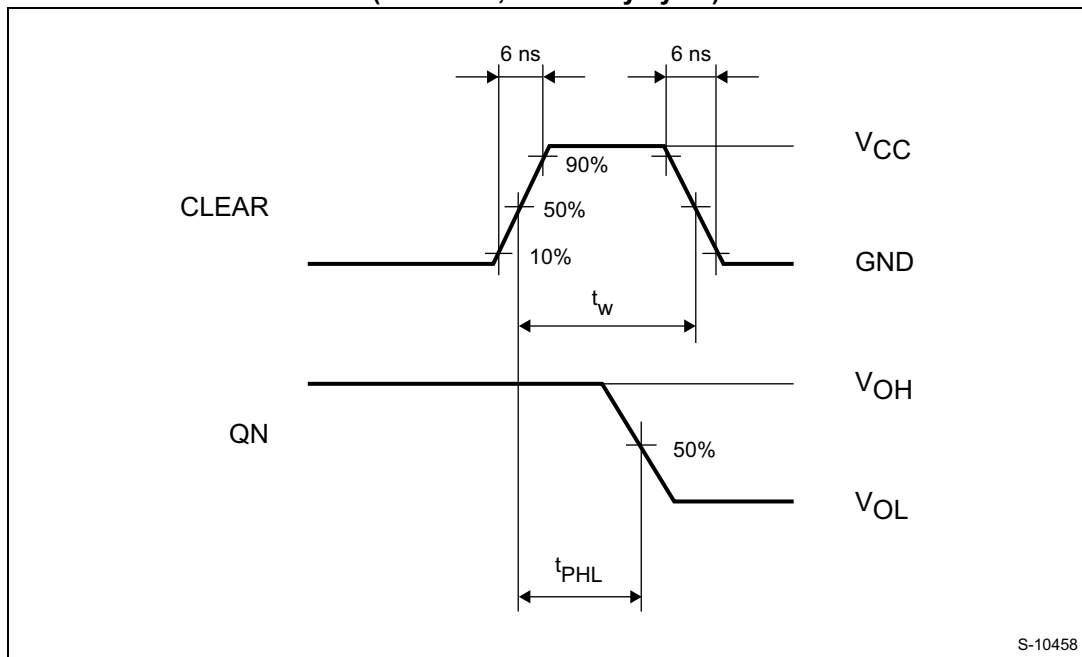 6 ns 6 ns
VCC
90%
CLEAR 50%
10% GND
tw
VOH
QN 50%
VOL
tPHL
S-10458